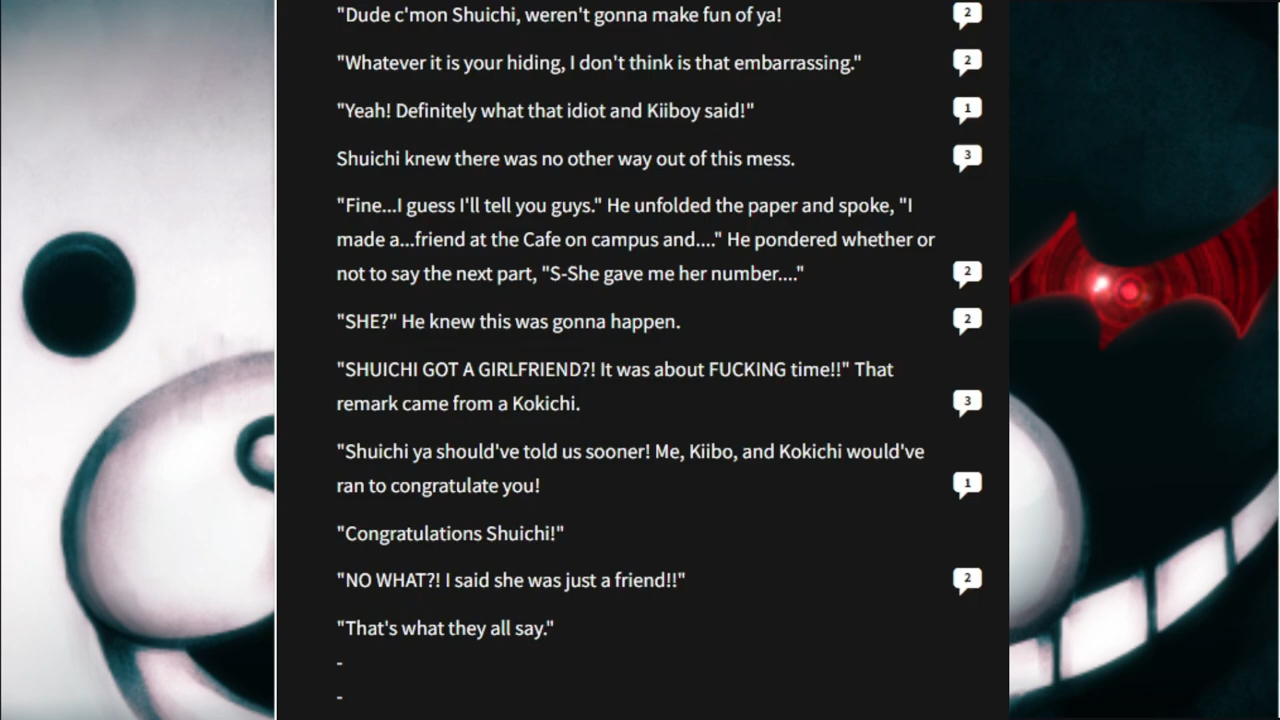 "Dude c'mon Shuichi, weren't gonna make fun of ya!
2
"Whatever it is your hiding, I don't think is that embarrassing."
2
"Yeah! Definitely what that idiot and Kiiboy said!"
1
Shuichi knew there was no other way out of this mess.
3
"Fine...I guess I'll tell you guys." He unfolded the paper and spoke, "I
made a...friend at the Cafe on campus and...." He pondered whether or
not to say the next part, "S-She gave me her number...."
2
"SHE?" He knew this was gonna happen.
2
"SHUICHI GOT A GIRLFRIEND?! It was about FUCKING time!!" That
remark came from a Kokichi.
3
"Shuichi ya should've told us sooner! Me, Kiibo, and Kokichi would've
ran to congratulate you!
1
"Congratulations Shuichi!"
"NO WHAT?! I said she was just a friend!!"
2
"That's what they all say."
-
-